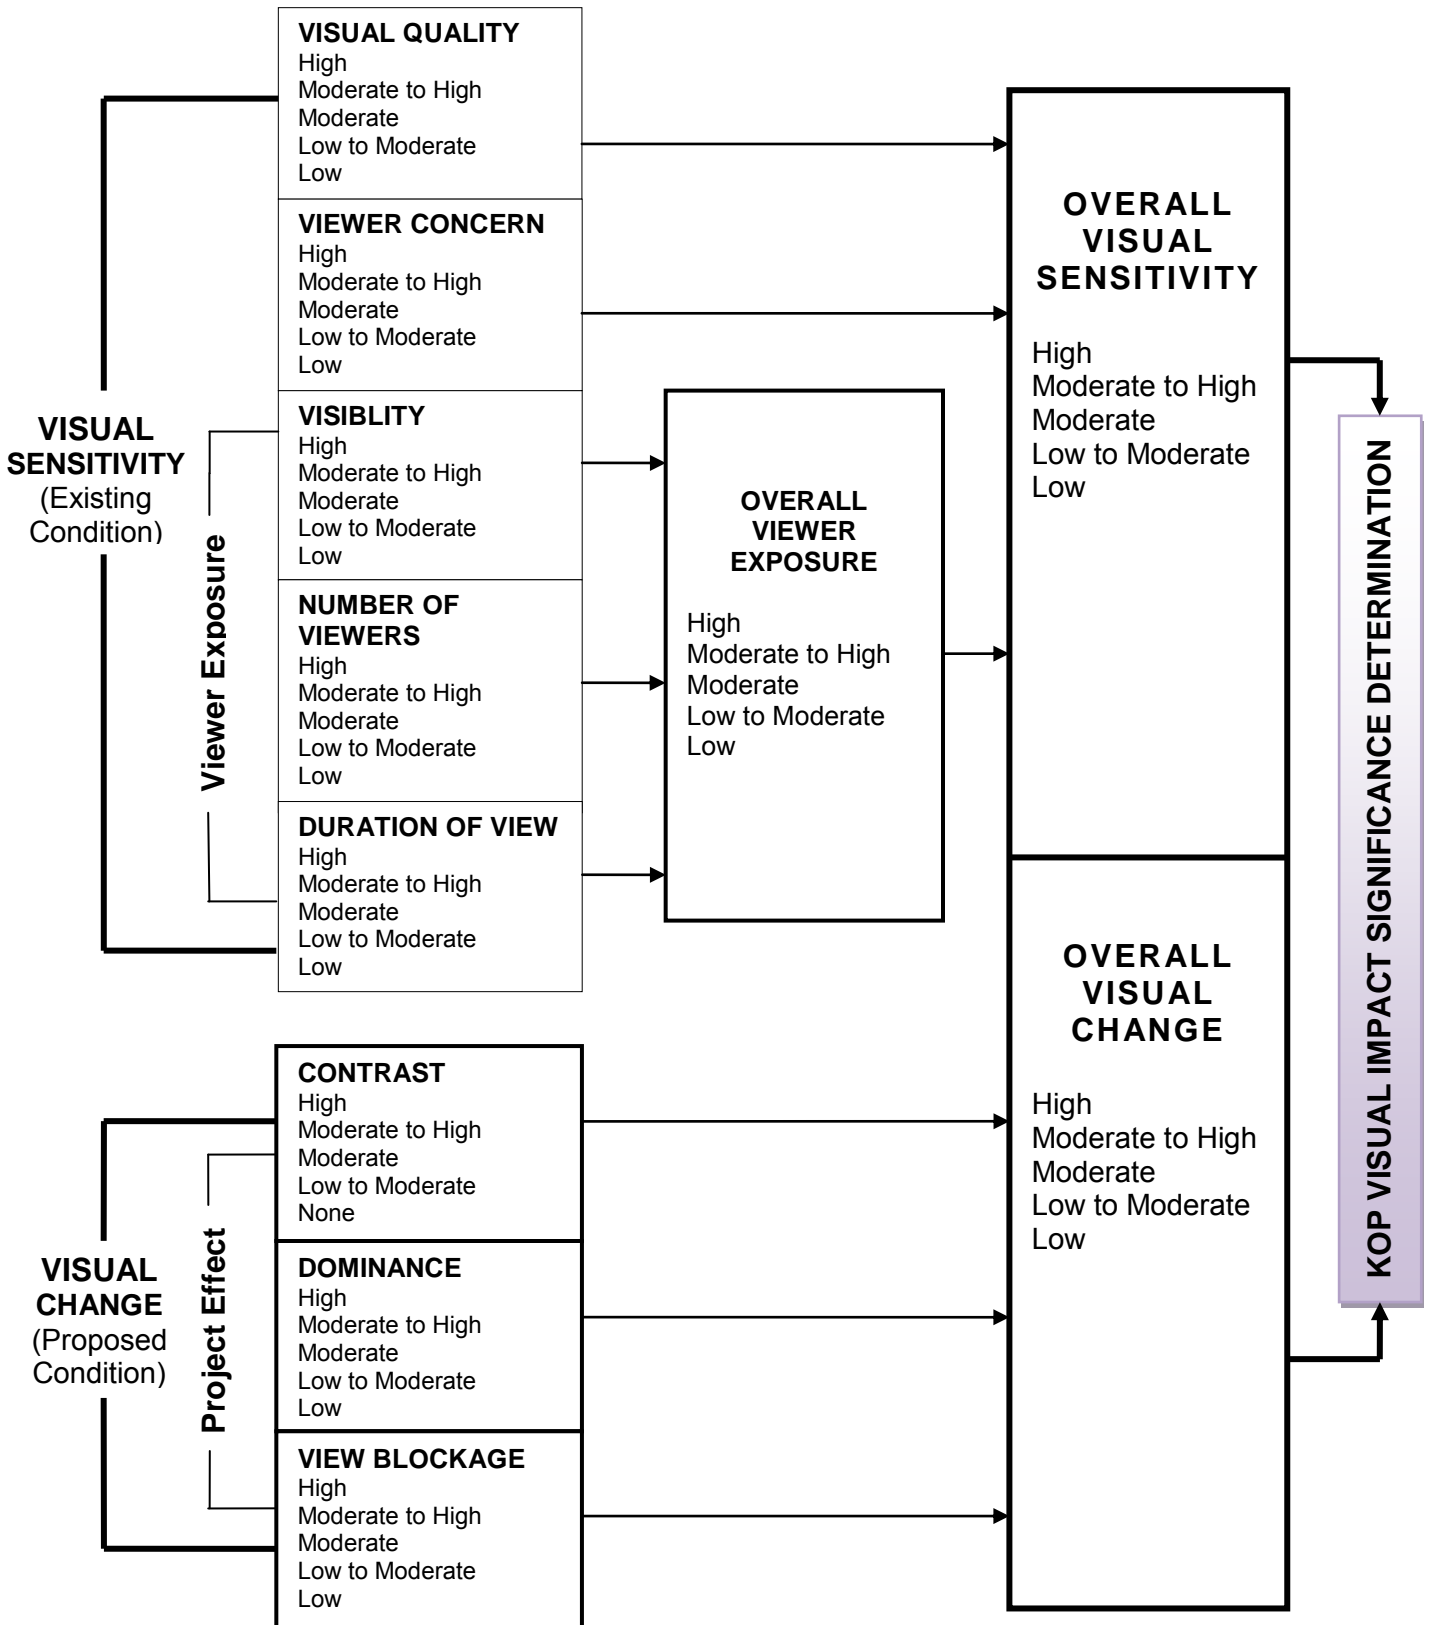 VISUAL
SENSITIVITY
(Existing
Condition)
Viewer Exposure
VISUAL QUALITY
High
Moderate to High
Moderate
Low to Moderate
Low
VIEWER CONCERN
High
Moderate to High
Moderate
Low to Moderate
Low
VISIBLITY
High
Moderate to High
Moderate
Low to Moderate
Low
NUMBER OF
VIEWERS
High
Moderate to High
Moderate
Low to Moderate
Low
DURATION OF VIEW
High
Moderate to High
Moderate
Low to Moderate
Low
OVERALL
VIEWER
EXPOSURE
High
Moderate to High
Moderate
Low to Moderate
Low
OVERALL
VISUAL
SENSITIVITY
High
Moderate to High
Moderate
Low to Moderate
Low
VISUAL
CHANGE
(Proposed
Condition)
Project Effect
CONTRAST
High
Moderate to High
Moderate
Low to Moderate
None
DOMINANCE
High
Moderate to High
Moderate
Low to Moderate
Low
VIEW BLOCKAGE
High
Moderate to High
Moderate
Low to Moderate
Low
OVERALL
VISUAL
CHANGE
High
Moderate to High
Moderate
Low to Moderate
Low
KOP VISUAL IMPACT SIGNIFICANCE DETERMINATION